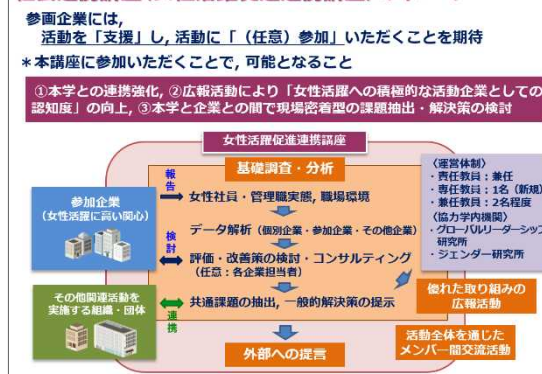 参画企業には,
活動を「支援」し, 活動に「(任意)参加」いただくことを期待
＊本講座に参加いただくことで, 可能となること
①本学との連携強化, ②広報活動により「女性活躍への積極的な活動企業としての
認知度」の向上, ③本学と企業との間で現場密着型の課題抽出・解決策の検討
女性活躍促進連携講座
基礎調査・分析
報告
女性社員・管理職実態, 職場環境
参加企業
(女性活躍に高い関心)
データ解析 (個別企業・参加企業・その他企業)
検討
評価・改善策の検討・コンサルティング
(任意：各企業担当者)
その他関連活動を
実施する組織・団体
連携
共通課題の抽出, 一般的解決策の提示
外部への提言
〈運営体制〉
・責任教員：兼任
・専任教員：1名 (新規)
・兼任教員：2名程度
〈協力学内機関〉
・グローバルリーダーシップ
研究所
・ジェンダー研究所
優れた取り組みの
広報活動
活動全体を通じた
メンバー間交流活動